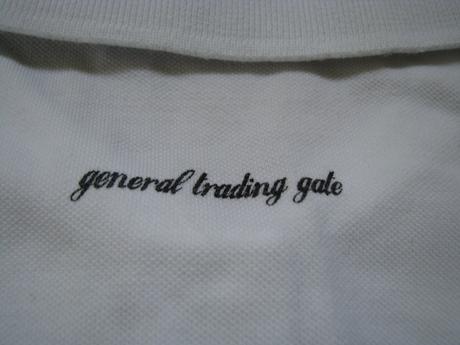 general trading gate